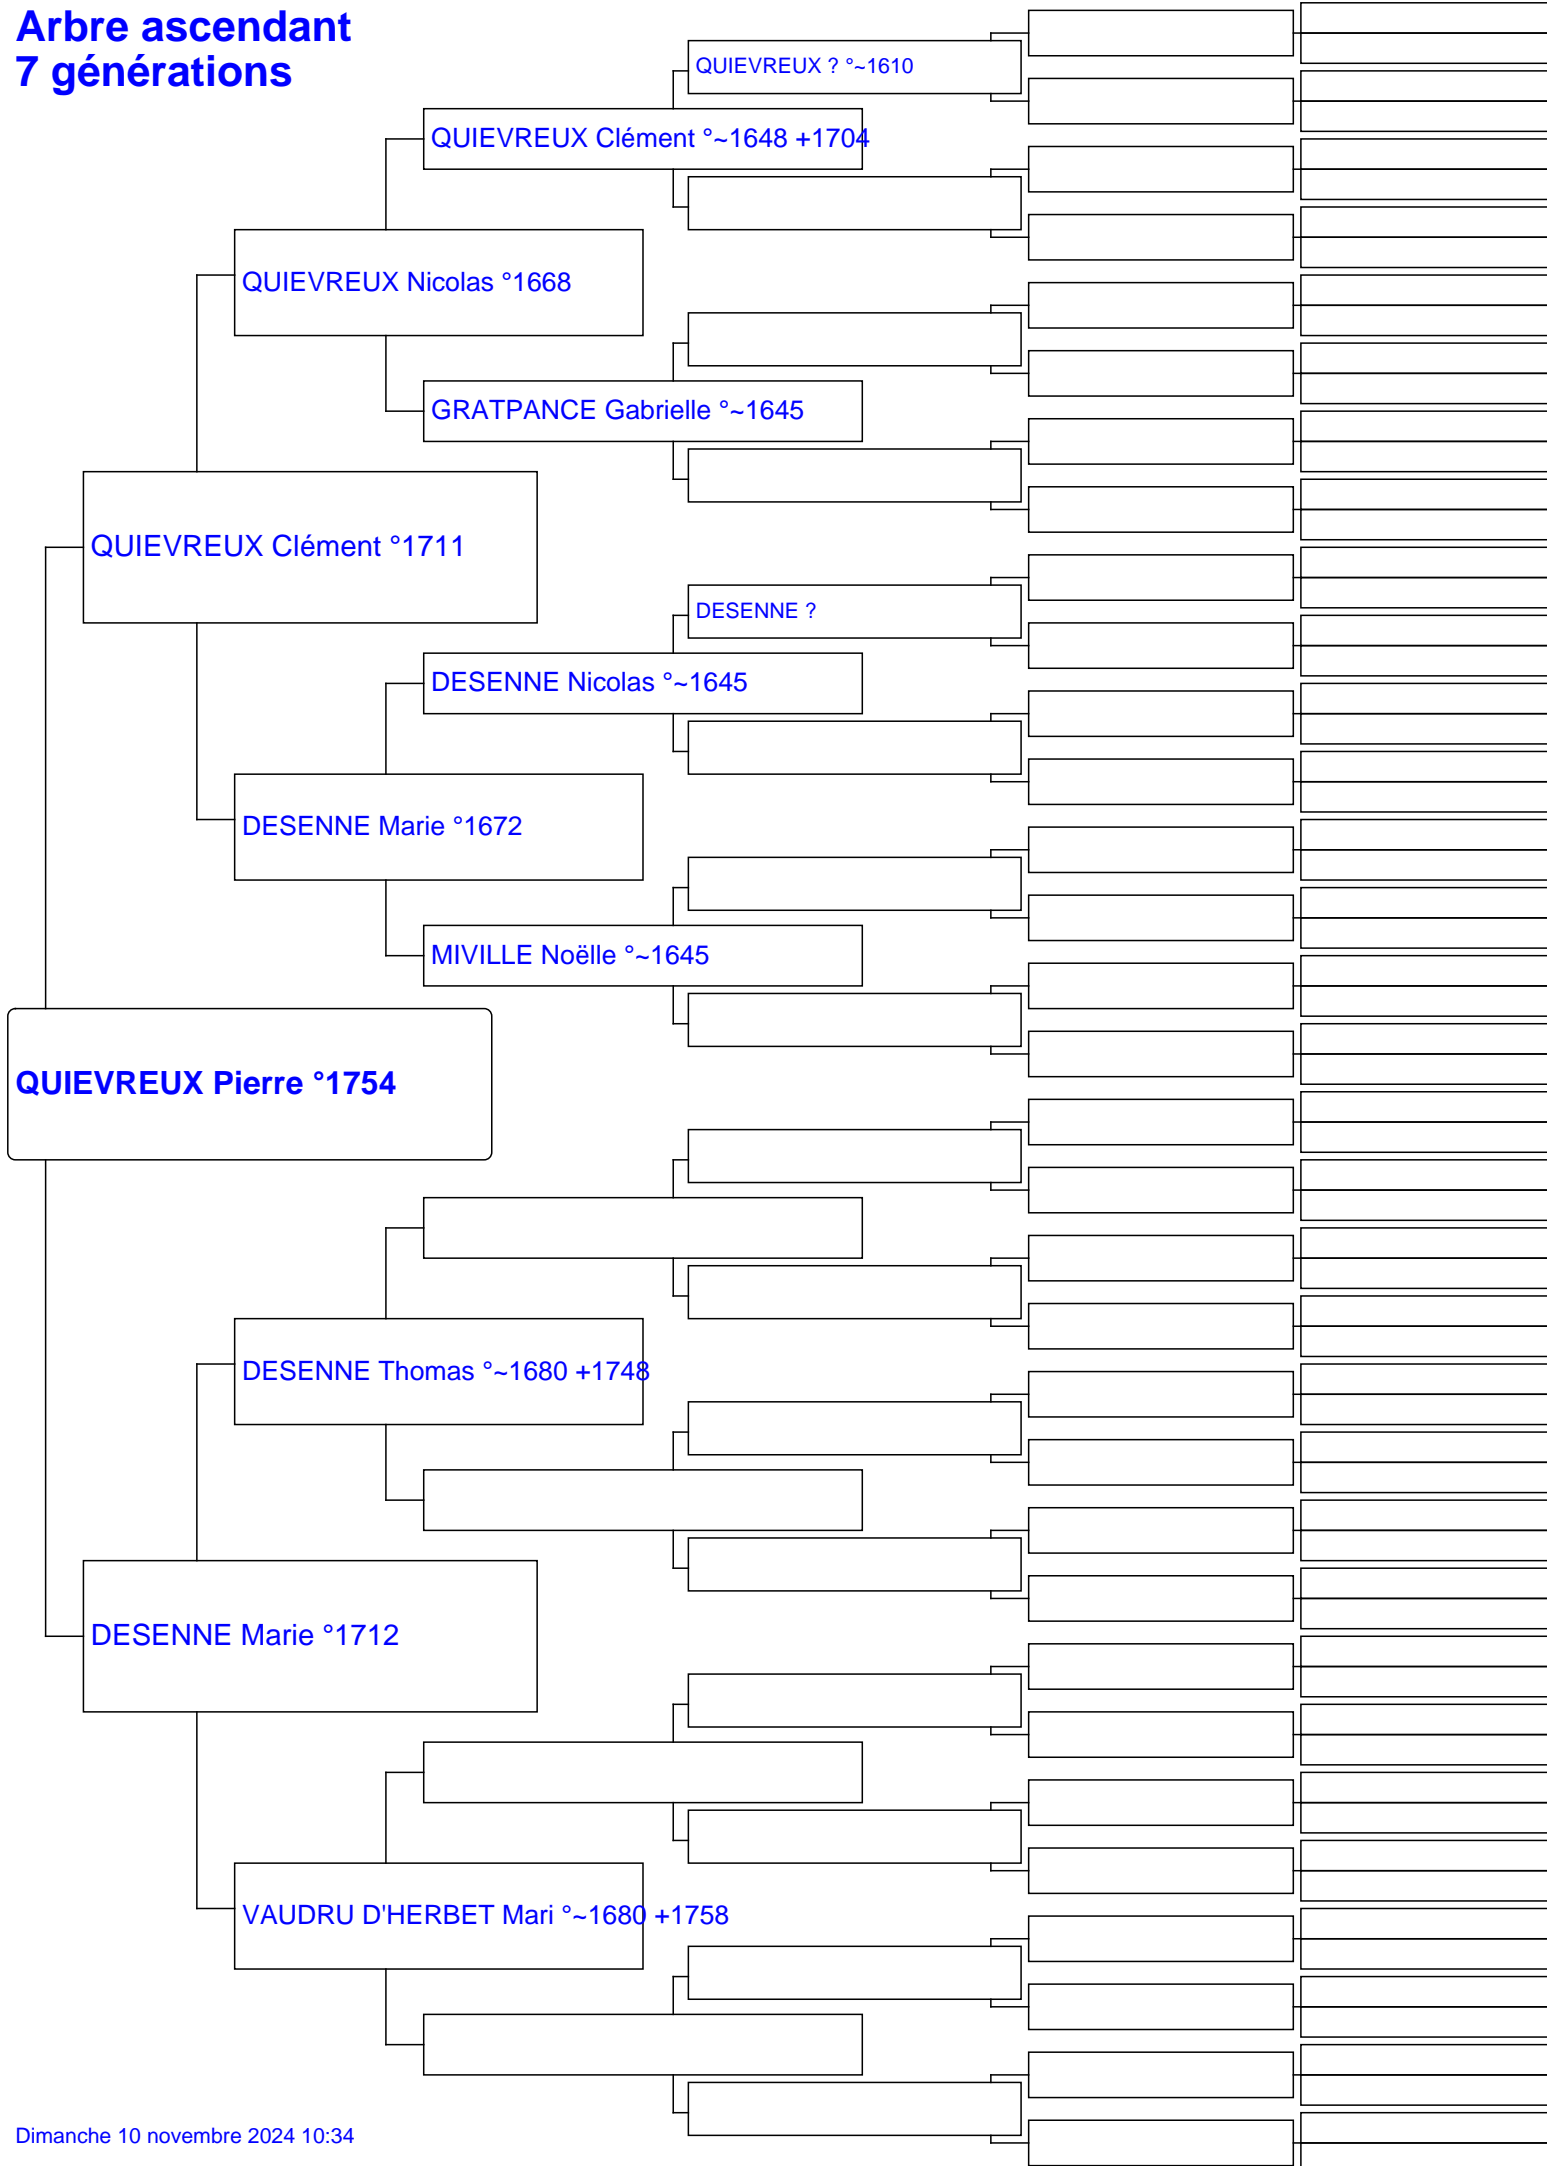 Arbre ascendant
7 générations
QUIEVREUX ? °~1610
QUIEVREUX Clément °~1648 +1704
QUIEVREUX Nicolas °1668
GRATPANCE Gabrielle °~1645
QUIEVREUX Clément °1711
DESENNE ?
DESENNE Nicolas °~1645
DESENNE Marie °1672
MIVILLE Noëlle °~1645
QUIEVREUX Pierre °1754
DESENNE Thomas °~1680 +1748
DESENNE Marie °1712
VAUDRU D'HERBET Mari °~1680 +1758
Dimanche 10 novembre 2024 10:34